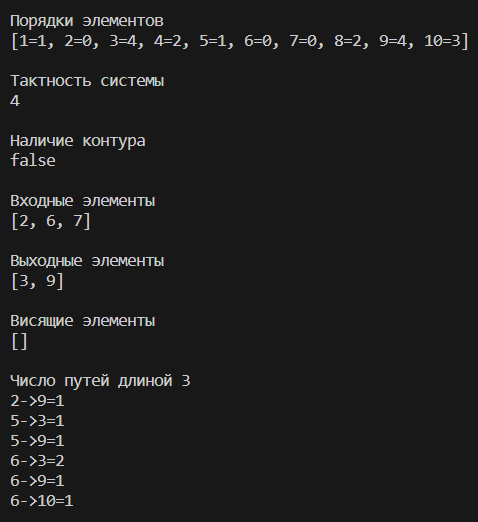 Порядки элементов
[1=1, 2=0, 3=4, 4=2, 5=1, 6=0, 7=0, 8=2, 9=4, 10=3]
Тактность системы
4
Наличие контура
false
Входные элементы
[2, 6, 7]
Выходные элементы
[3, 9]
Висящие элементы
[]
Число путей длиной 3
2->9=1
5->3=1
5->9=1
6->3=2
6->9=1
6->10=1